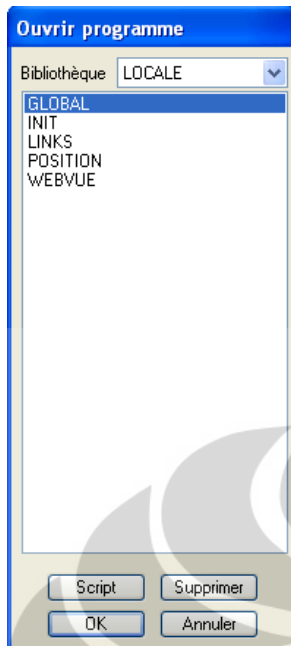 Ouvrir programme
Bibliothèque LOCALE
GLOBAL
INIT
LINKS
POSITION
WEBVUE
Script Supprimer
OK Annuler